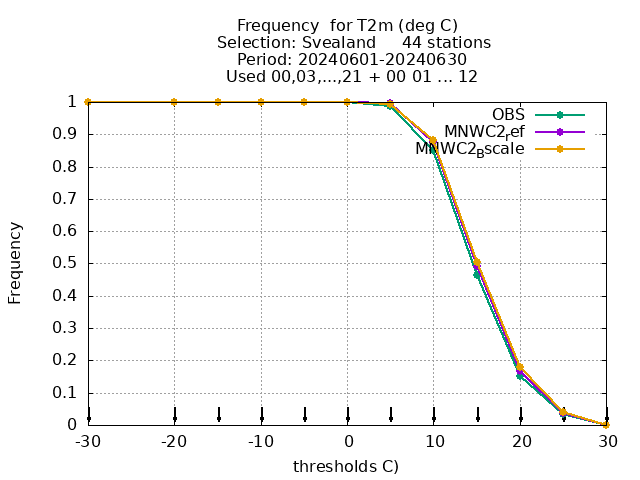 Frequency  for T2m (deg C)
Selection: Svealand     44 stations
Period: 20240601-20240630
Used 00,03,...,21 + 00 01 ... 12
OBS
MNWC2ref
MNWC2Bscale
Frequency
1
0.9
0.8
0.7
0.6
0.5
0.4
0.3
0.2
0.1
0
-30 -20 -10 0 10 20 30
thresholds C)